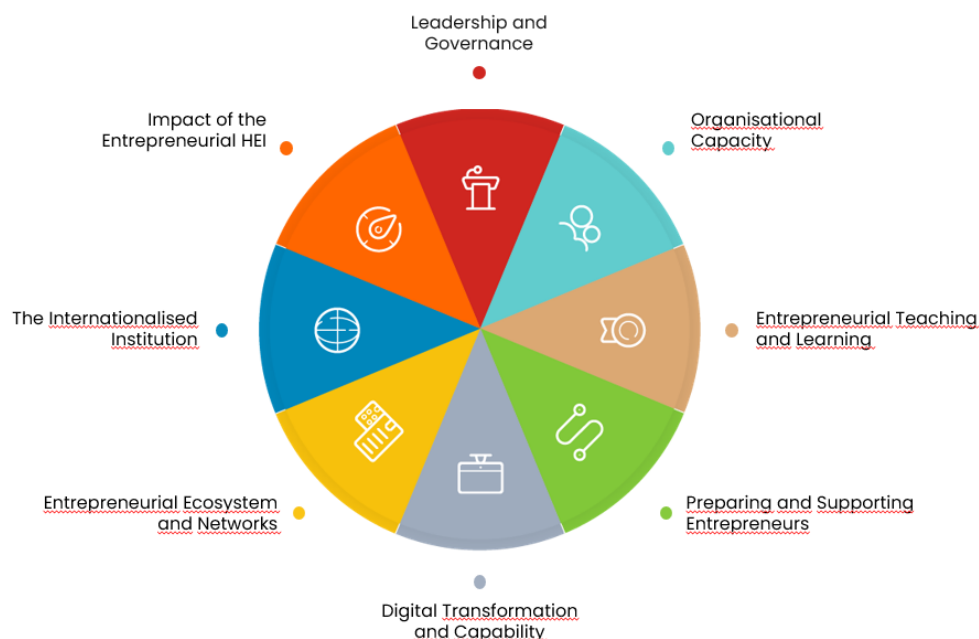 Leadership and
Governance
Organisational
Capacity
Entrepreneurial Teaching
and Learning
Preparing and Supporting
Entrepreneurs
Digital Transformation
and Capability
Entrepreneurial Ecosystem
and Networks
The Internationalised
Institution
Impact of the
Entrepreneurial HEI